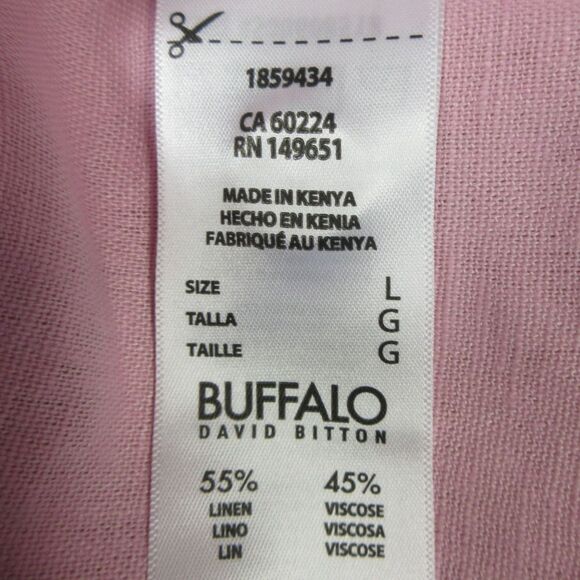 1859434
CA 60224
RN 149651
MADE IN KENYA
HECHO EN KENIA
FABRIQUÉ AU KENYA
SIZE L
TALLA G
TAILLE G
BUFFALO
DAVID BITTON
55% 45%
LINEN VISCOSE
LINO VISCOSA
LIN VISCOSE